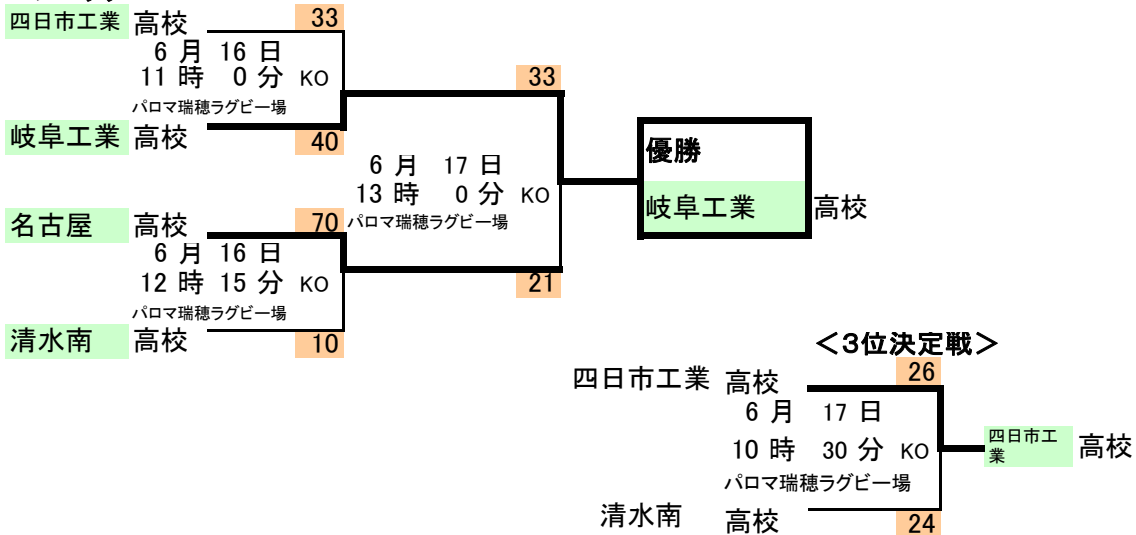 四日市工業 高校 33
6 月 16 日
11 時 0 分 KO
パロマ瑞穂ラグビー場
岐阜工業 高校 40
33
6 月 17 日
13 時 0 分 KO
パロマ瑞穂ラグビー場
21
優勝
岐阜工業 高校
名古屋 高校 70
6 月 16 日
12 時 15 分 KO
パロマ瑞穂ラグビー場
清水南 高校 10
＜3位決定戦＞
四日市工業 高校 26
6 月 17 日
10 時 30 分 KO
パロマ瑞穂ラグビー場
清水南 高校 24
四日市工
業 高校